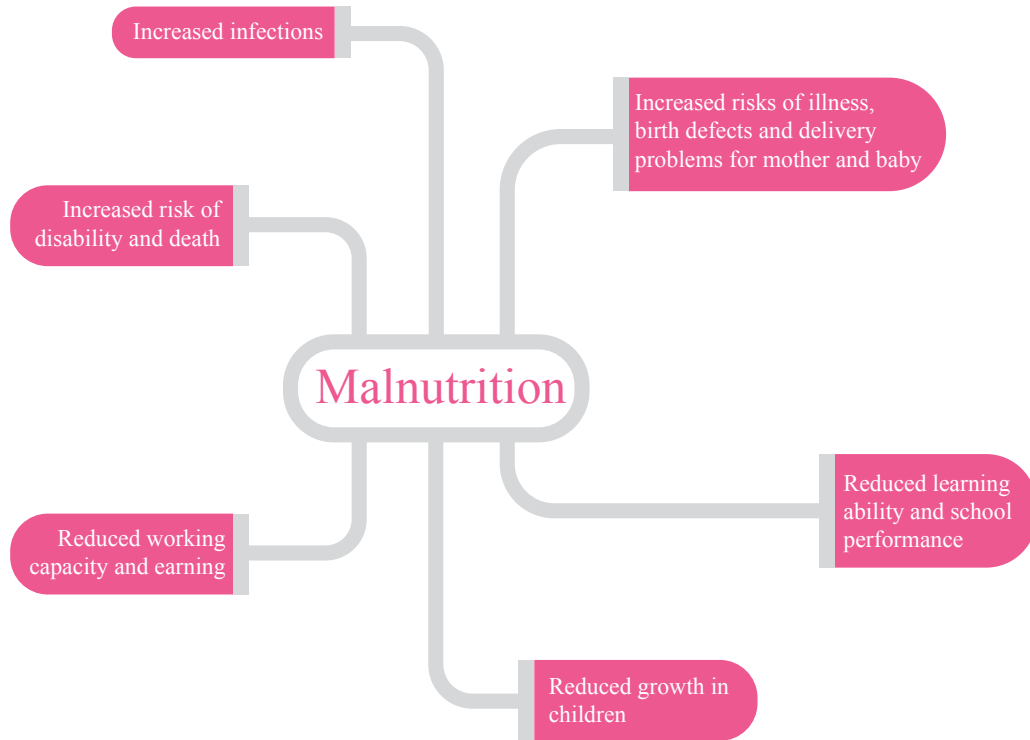 Increased infections
Increased risks of illness,
birth defects and delivery
problems for mother and baby
Increased risk of
disability and death
Malnutrition
Reduced learning
ability and school
performance
Reduced working
capacity and earning
Reduced growth in
children